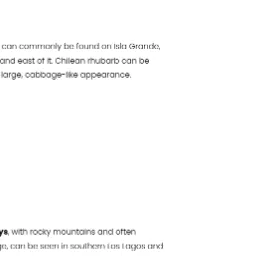 can commonly be found on Isla Grande,
and east of it. Chilean rhubarb can be
large, cabbage-like appearance.
ys, with rocky mountains and often
ge, can be seen in southern Los Lagos and